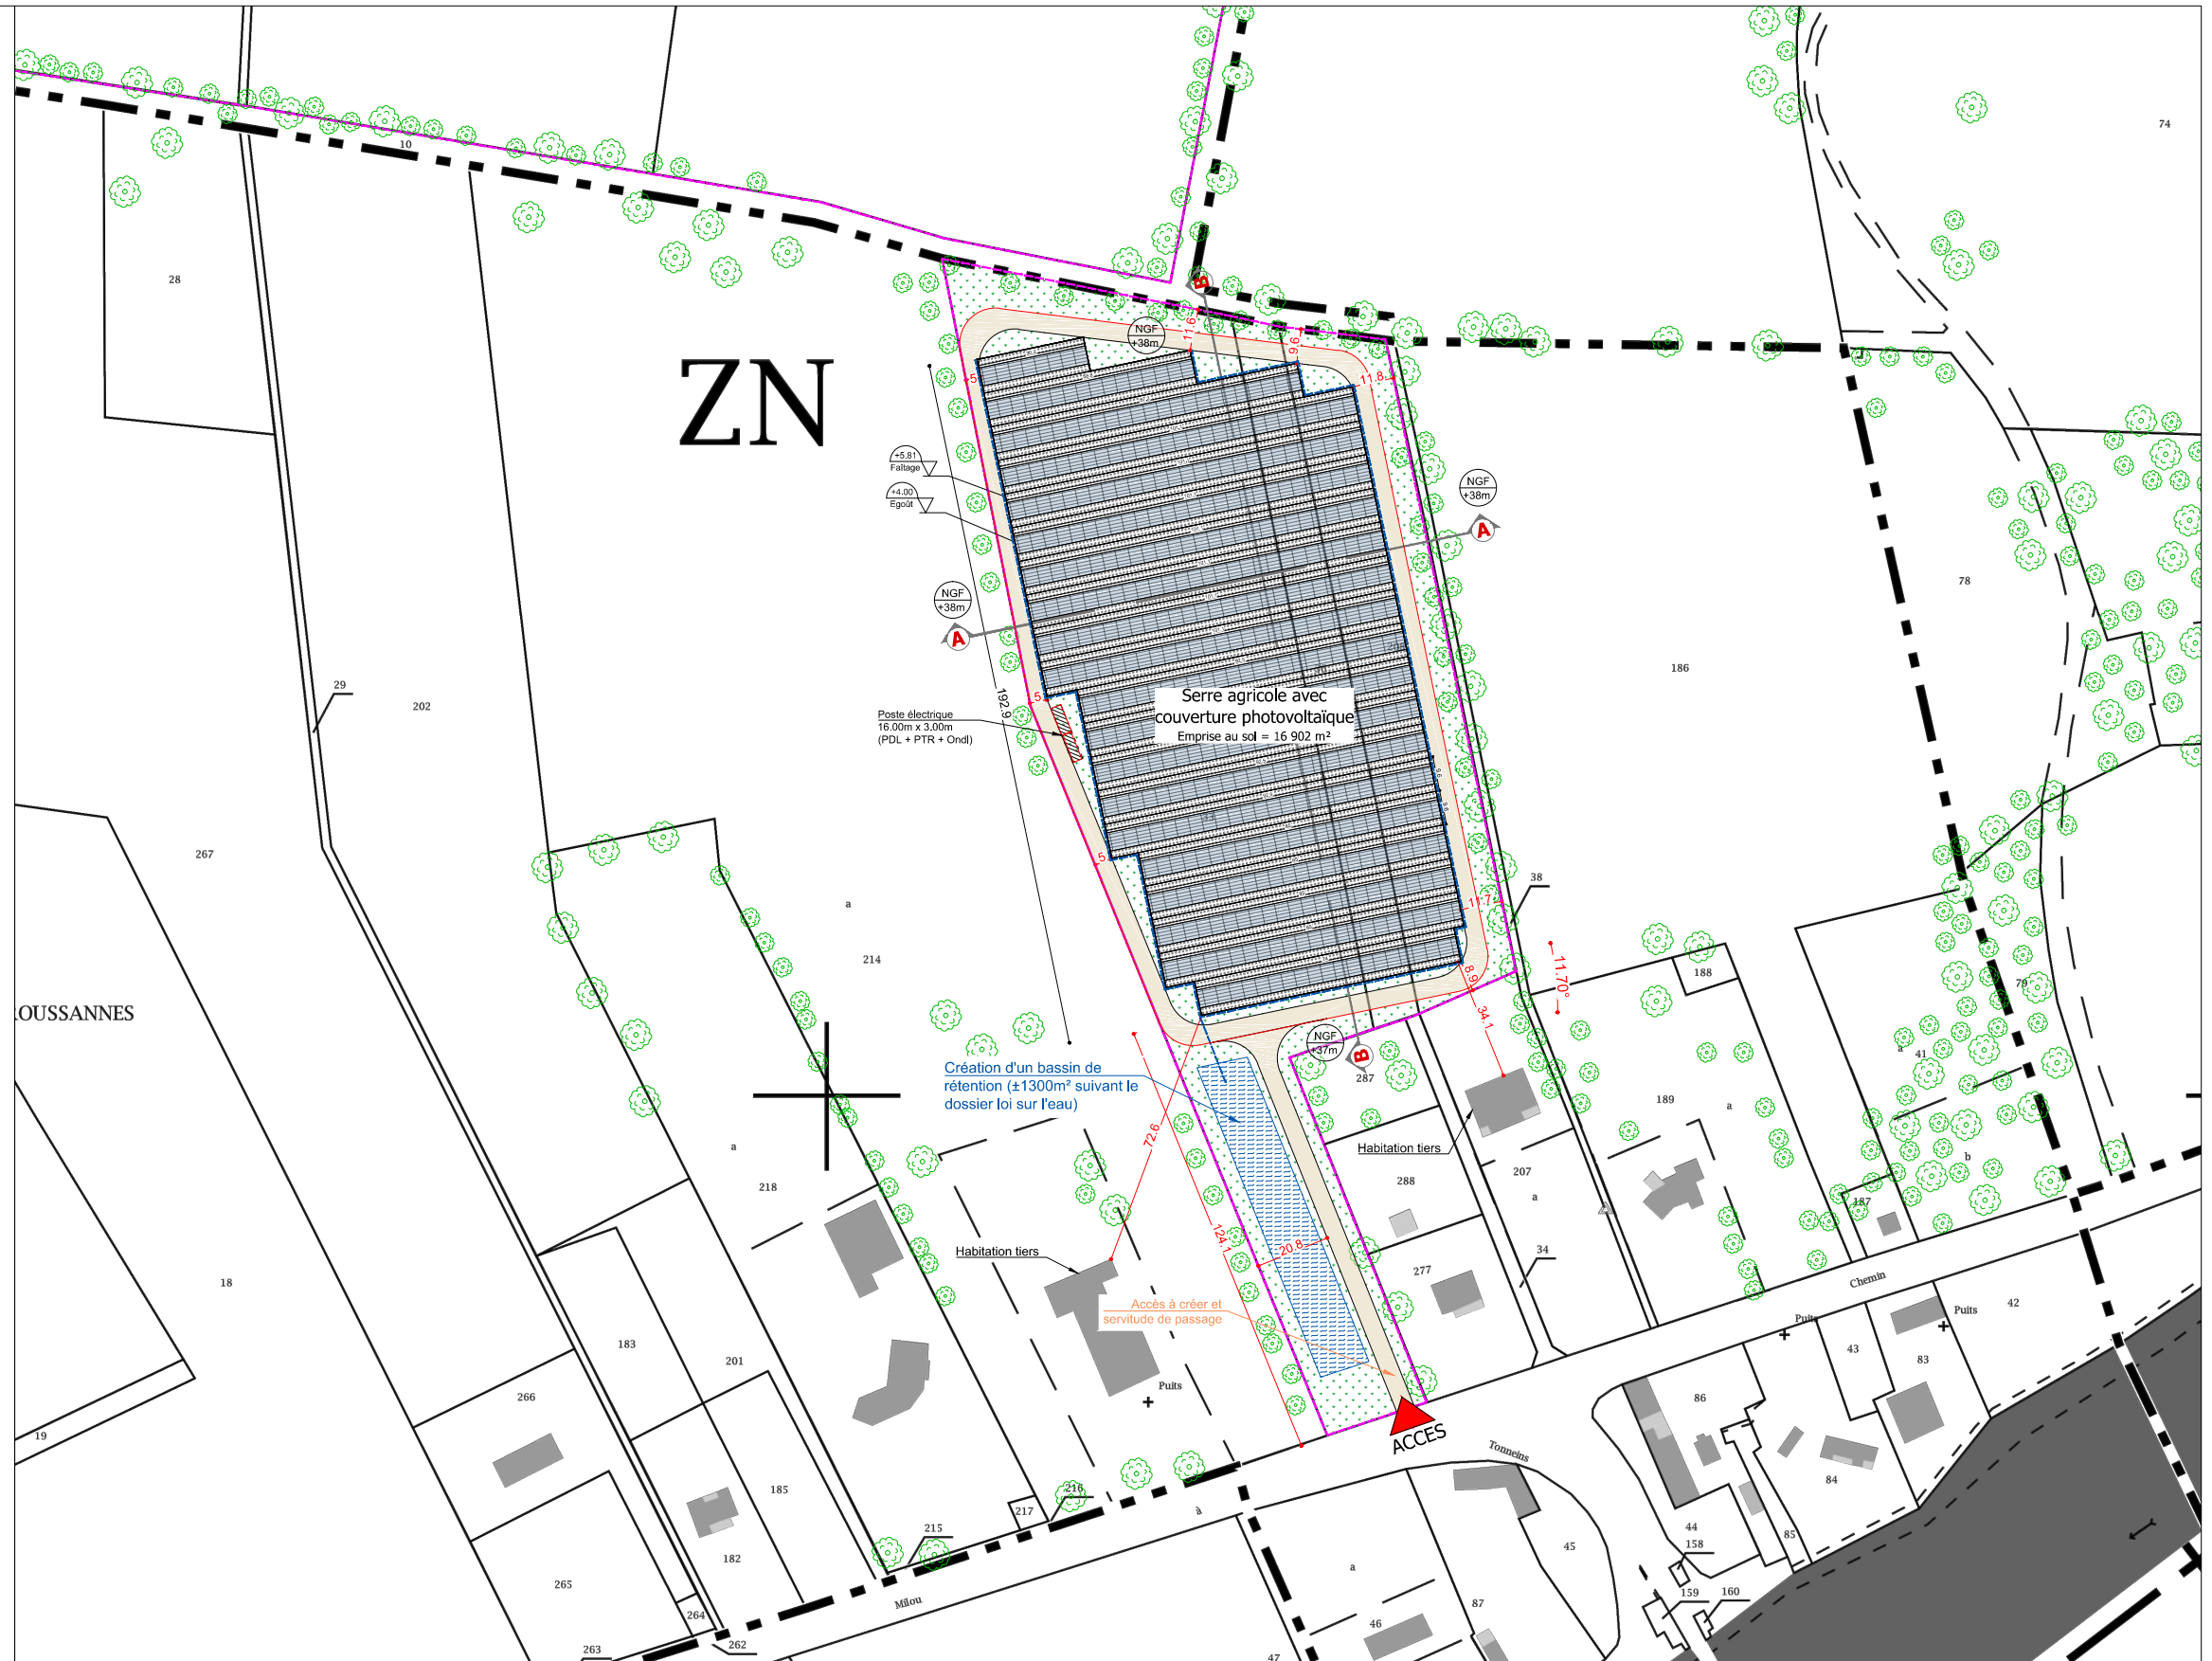 74
10
28
ZN
B
NGF
+38m
11.6
9.6
11.8
5
+5.81
Faîtage
+4.00
Egoût
NGF
+38m
A
NGF
+38m
A
78
186
29
202
192.9
5
Poste électrique
16.00m x 3.00m
(PDL + PTR + Ondl)
Serre agricole avec
couverture photovoltaïque
Emprise au sol = 16 902 m²
267
5
38
11.7
a
214
188
79
OUSSANNES
8.9
34.1
11.70°
NGF
+37m
B
287
a
41
Création d'un bassin de
rétention (±1300m² suivant le
dossier loi sur l'eau)
189
a
72.6
a
218
Habitation tiers
288
207
a
b
187
124.1
20.8
Habitation tiers
34
277
18
Chemin
42
Accès à créer et
servitude de passage
Puits
Puits
183
201
43
83
266
Puits
86
19
ACCES
Tonneins
84
185
216
217
à
215
44
85
45
158
182
a
265
159
160
264
Milou
87
46
263
262
47